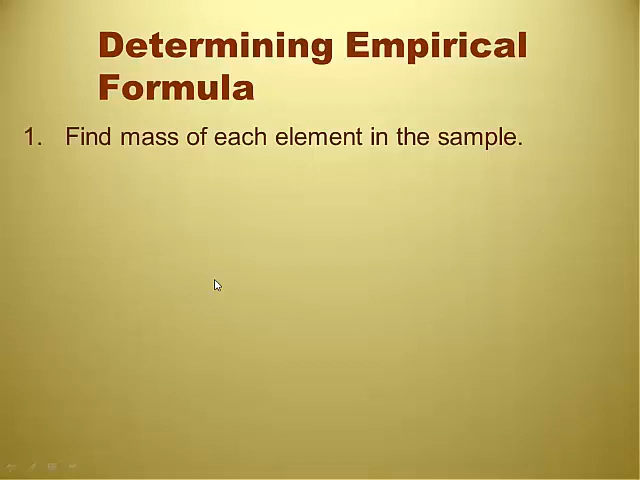 Determining Empirical
Formula
1. Find mass of each element in the sample.